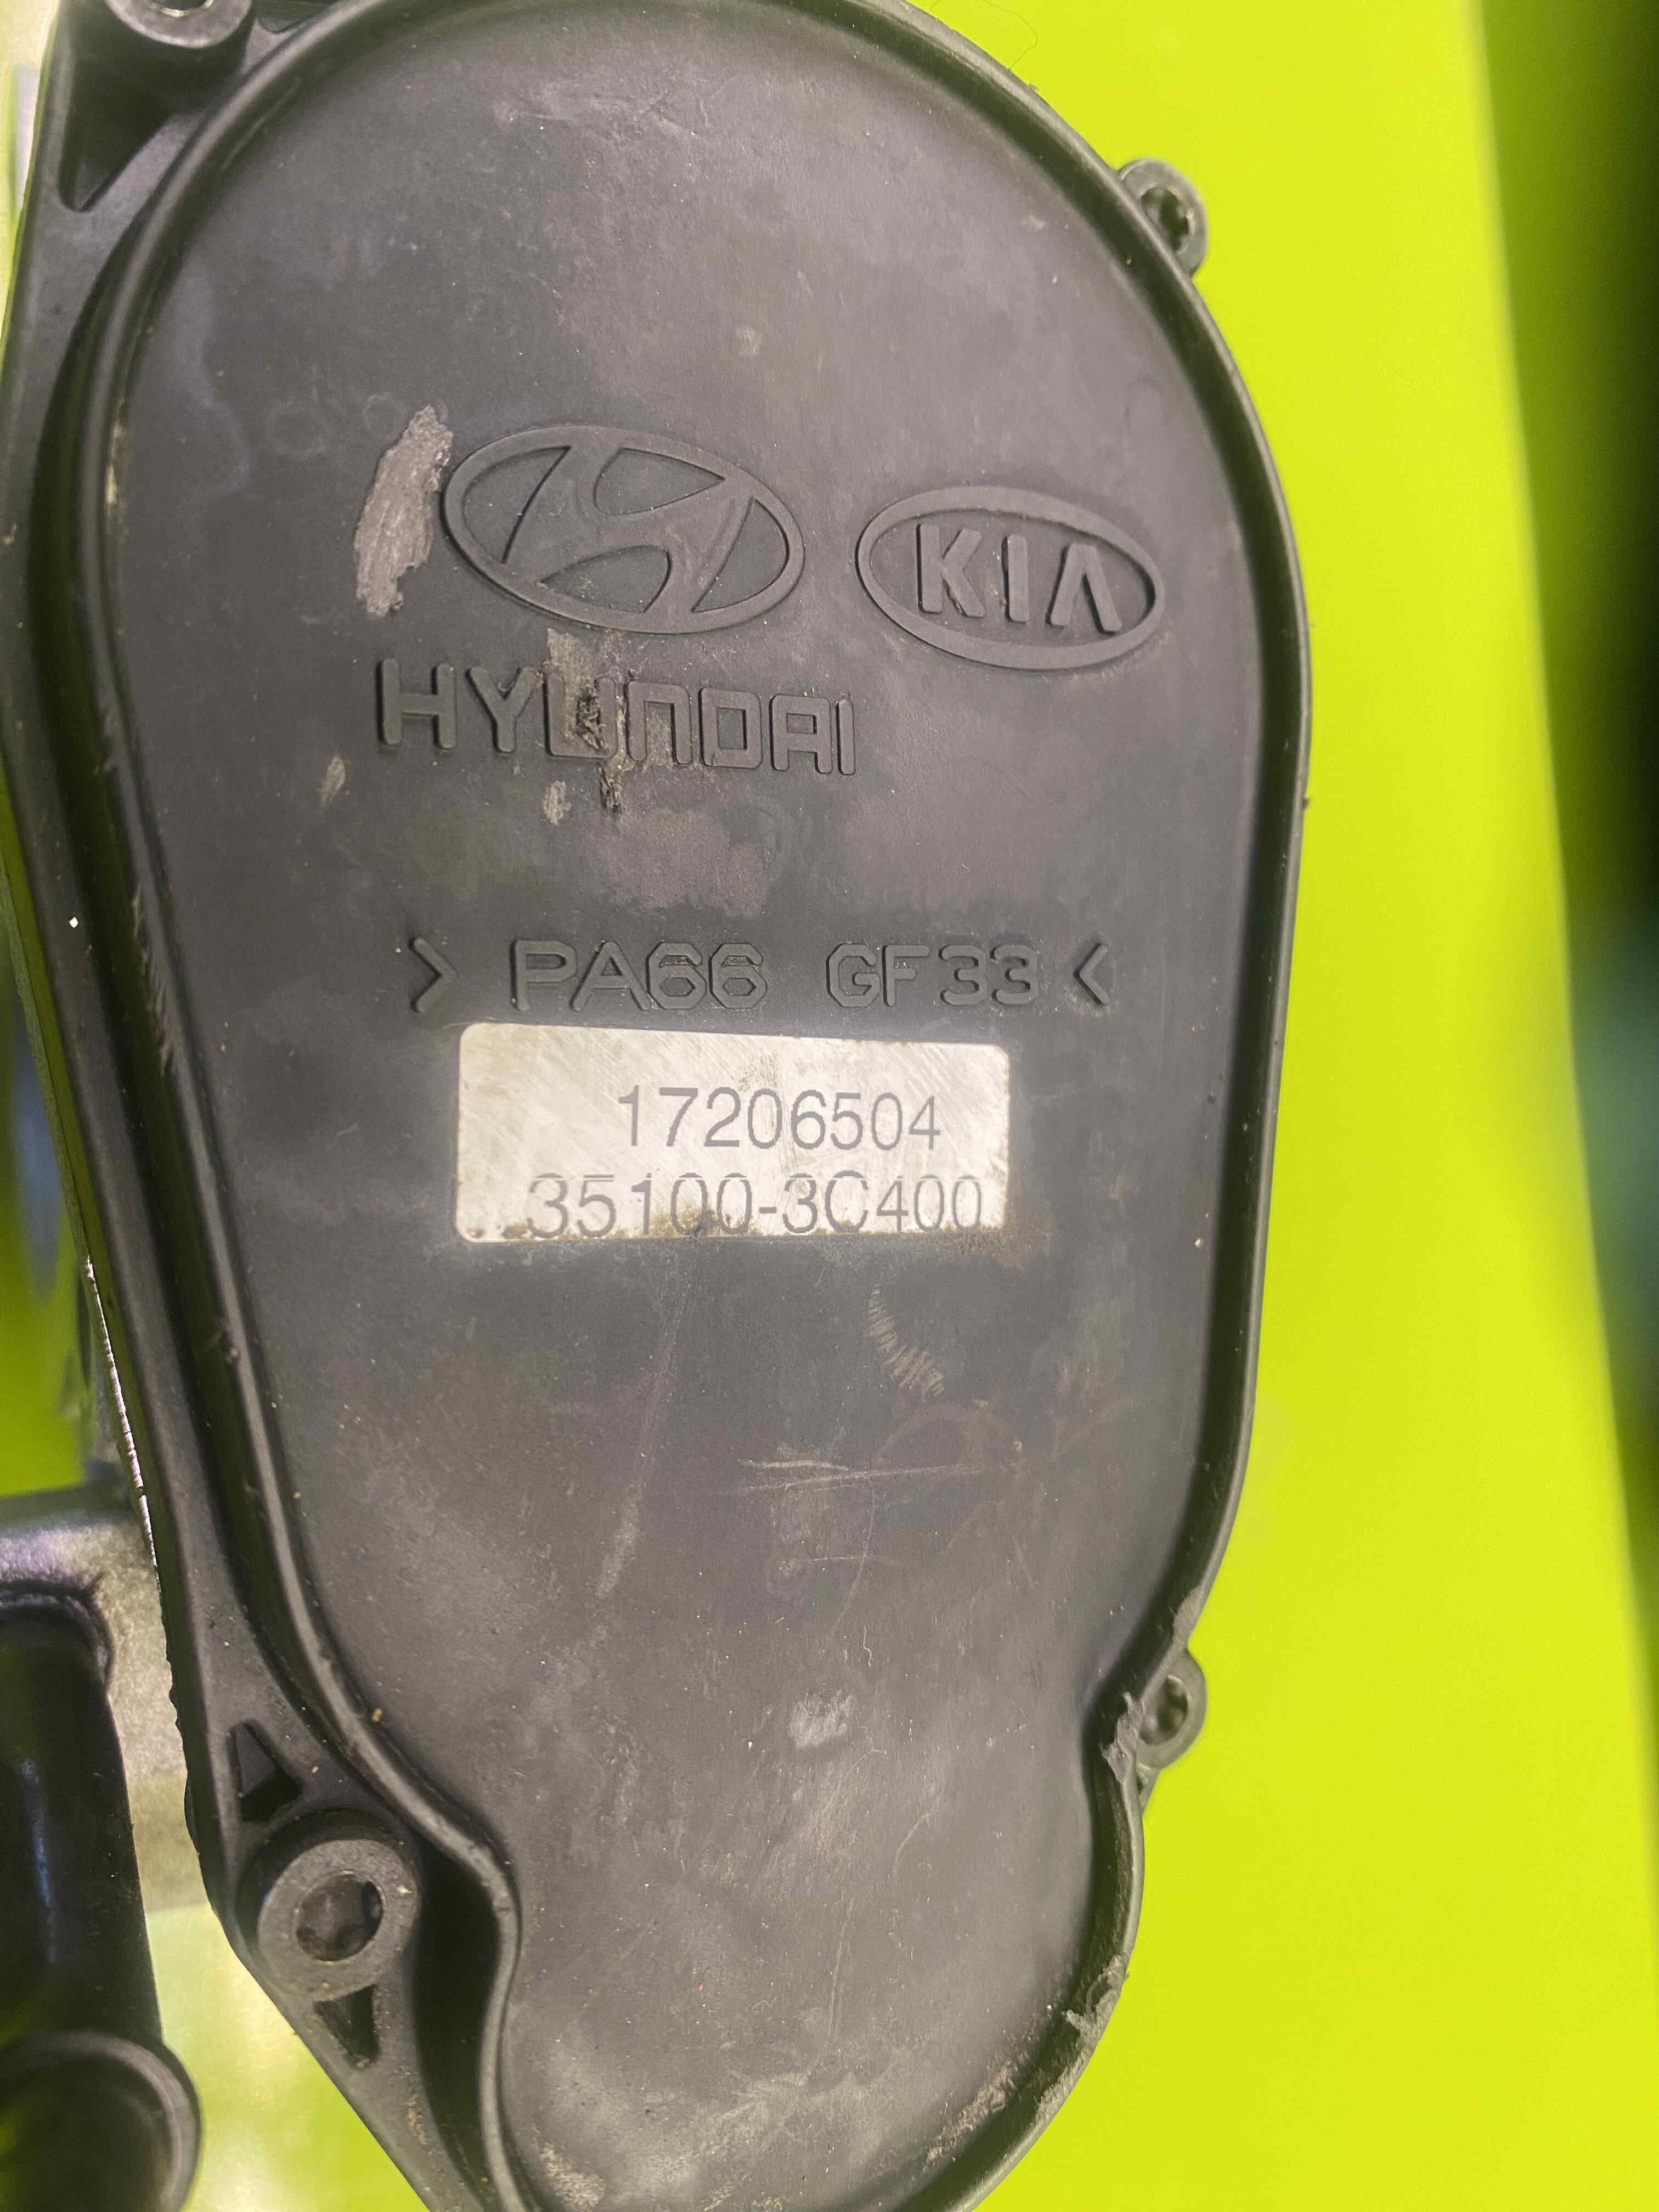 KIA
HYUNDAI
> PA66 GF33 <
17206504
35100-3C400